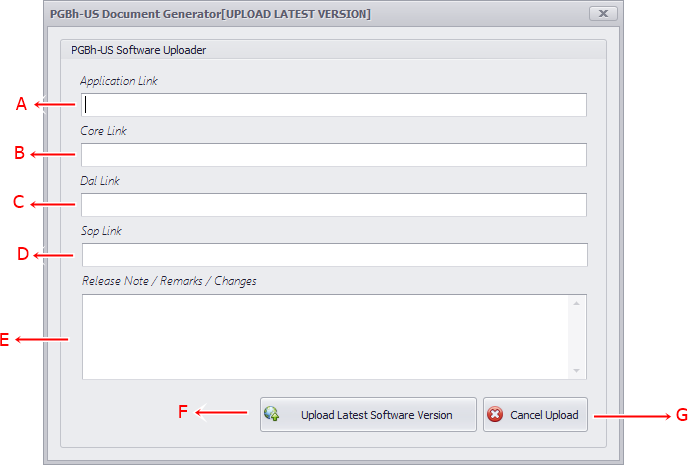 PGBh-US Document Generator[UPLOAD LATEST VERSION]
PGBh-US Software Uploader
Application Link
A
Core Link
B
Dal Link
C
Sop Link
D
Release Note / Remarks / Changes
E
F Upload Latest Software Version Cancel Upload G